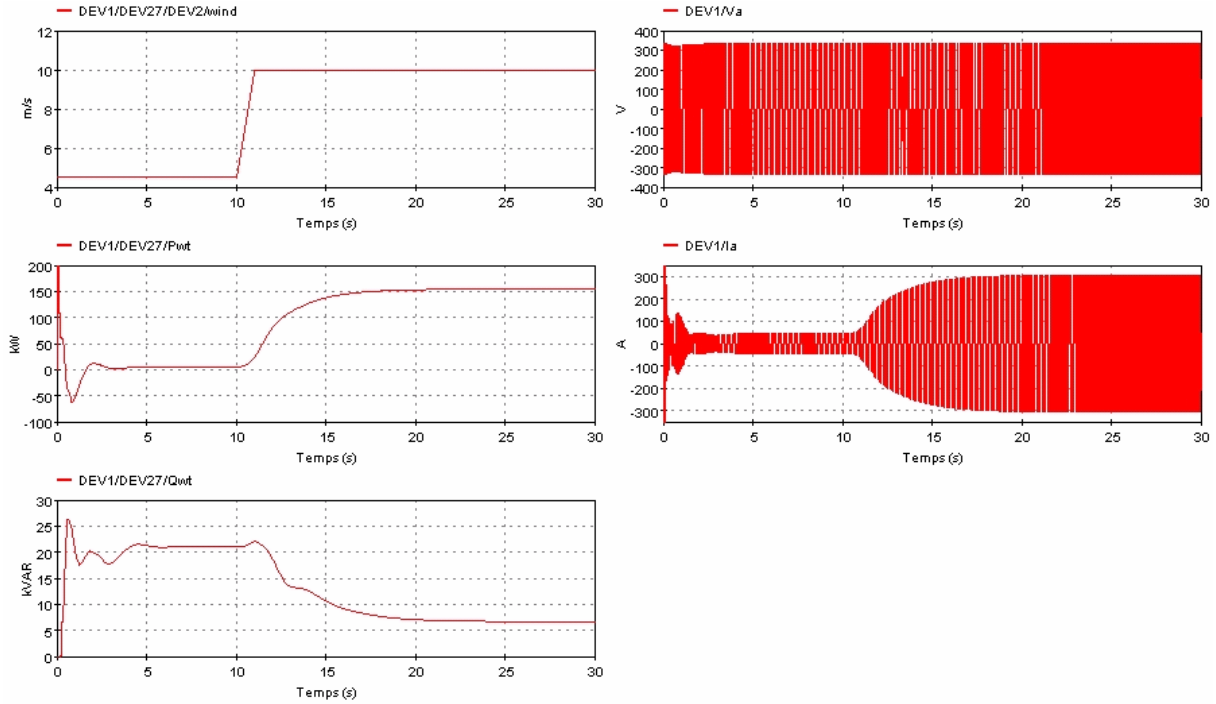 DEV1/DEV27/DEV2/wind
12
10
8
6
4
m/s
0 5 10 15 20 25 30
Temps (s)
DEV1/Va
400
300
200
100
0
-100
-200
-300
-400
V
0 5 10 15 20 25 30
Temps (s)
DEV1/DEV27/Pwt
200
150
100
50
0
-50
-100
kW
0 5 10 15 20 25 30
Temps (s)
DEV1/Ia
300
200
100
0
-100
-200
-300
A
0 5 10 15 20 25 30
Temps (s)
DEV1/DEV27/Qwt
30
25
20
15
10
5
0
kVAR
0 5 10 15 20 25 30
Temps (s)